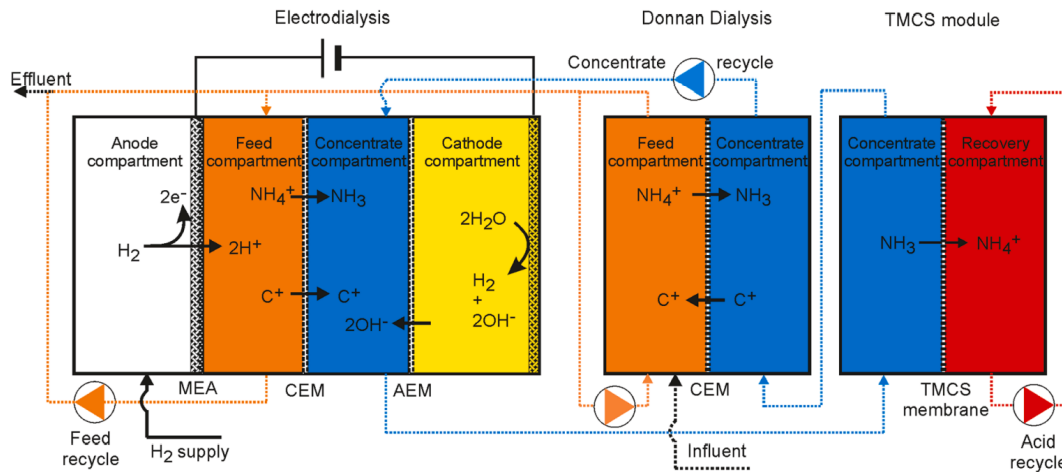 Electrodialysis
Donnan Dialysis
TMCS module
Effluent
Concentrate
recycle
Anode
compartment
Feed
compartment
Concentrate
compartment
Cathode
compartment
Feed
compartment
Concentrate
compartment
Concentrate
compartment
Recovery
compartment
2e-
NH4+
NH3
2H2O
NH4+
NH3
NH3
NH4+
H2
2H+
H2
+
2OH-
C+
C+
2OH-
C+
C+
MEA
CEM
AEM
CEM
TMCS
membrane
Feed
recycle
H2 supply
Influent
Acid
recycle